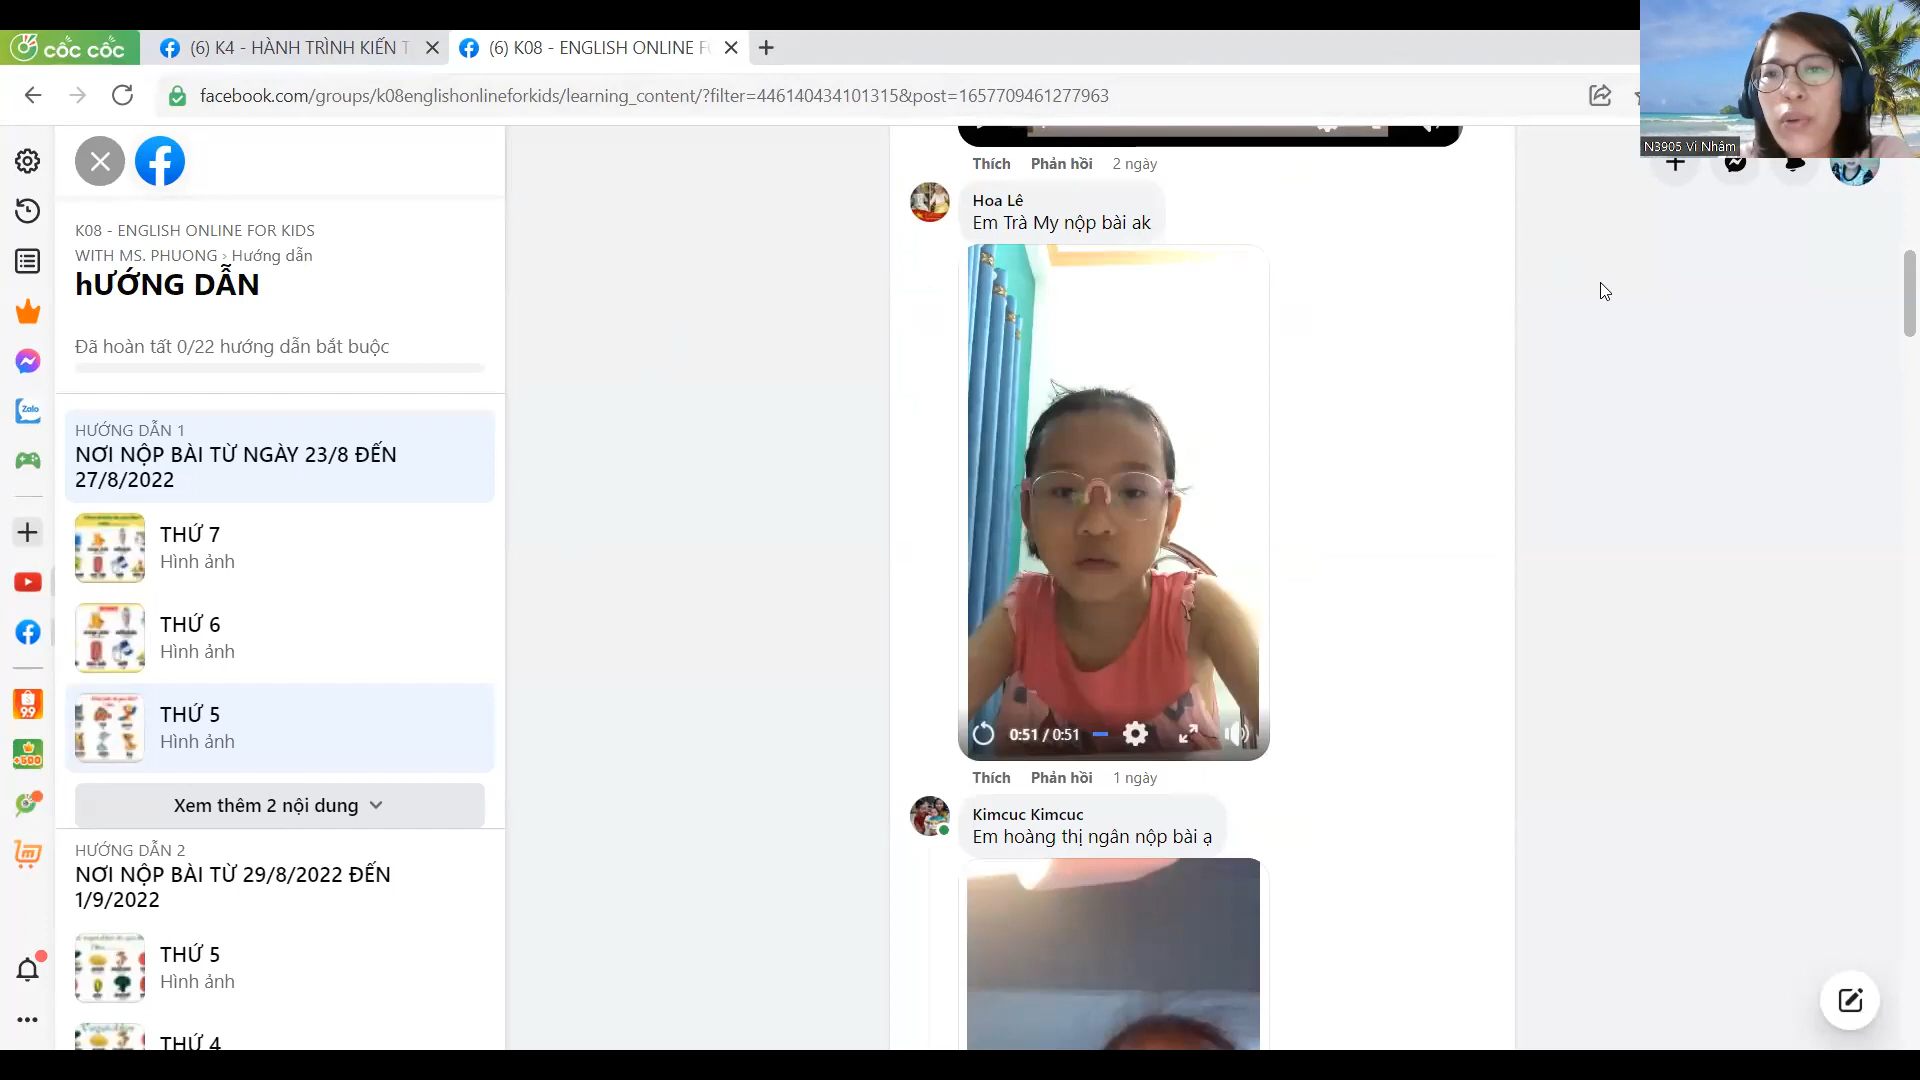 cốc cốc
(6) K4 - HÀNH TRÌNH KIẾN T
(6) K08 - ENGLISH ONLINE F
facebook.com/groups/k08englishonlineforkids/learning_content/?filter=446140434101315&post=1657709461277963
N3905 Vi Nhâm
K08 - ENGLISH ONLINE FOR KIDS
WITH MS. PHUONG › Hướng dẫn
hƯỚNG DẪN
Đã hoàn tất 0/22 hướng dẫn bắt buộc
HƯỚNG DẪN 1
NƠI NỘP BÀI TỪ NGÀY 23/8 ĐẾN
27/8/2022
THỨ 7
Hình ảnh
THỨ 6
Hình ảnh
THỨ 5
Hình ảnh
Xem thêm 2 nội dung
HƯỚNG DẪN 2
NƠI NỘP BÀI TỪ 29/8/2022 ĐẾN
1/9/2022
THỨ 5
Hình ảnh
THỨ 4
Zalo
9.9
+500
Thích Phản hồi 2 ngày
Hoa Lê
Em Trà My nộp bài ak
0:51 / 0:51
Thích Phản hồi 1 ngày
Kimcuc Kimcuc
Em hoàng thị ngân nộp bài ạ